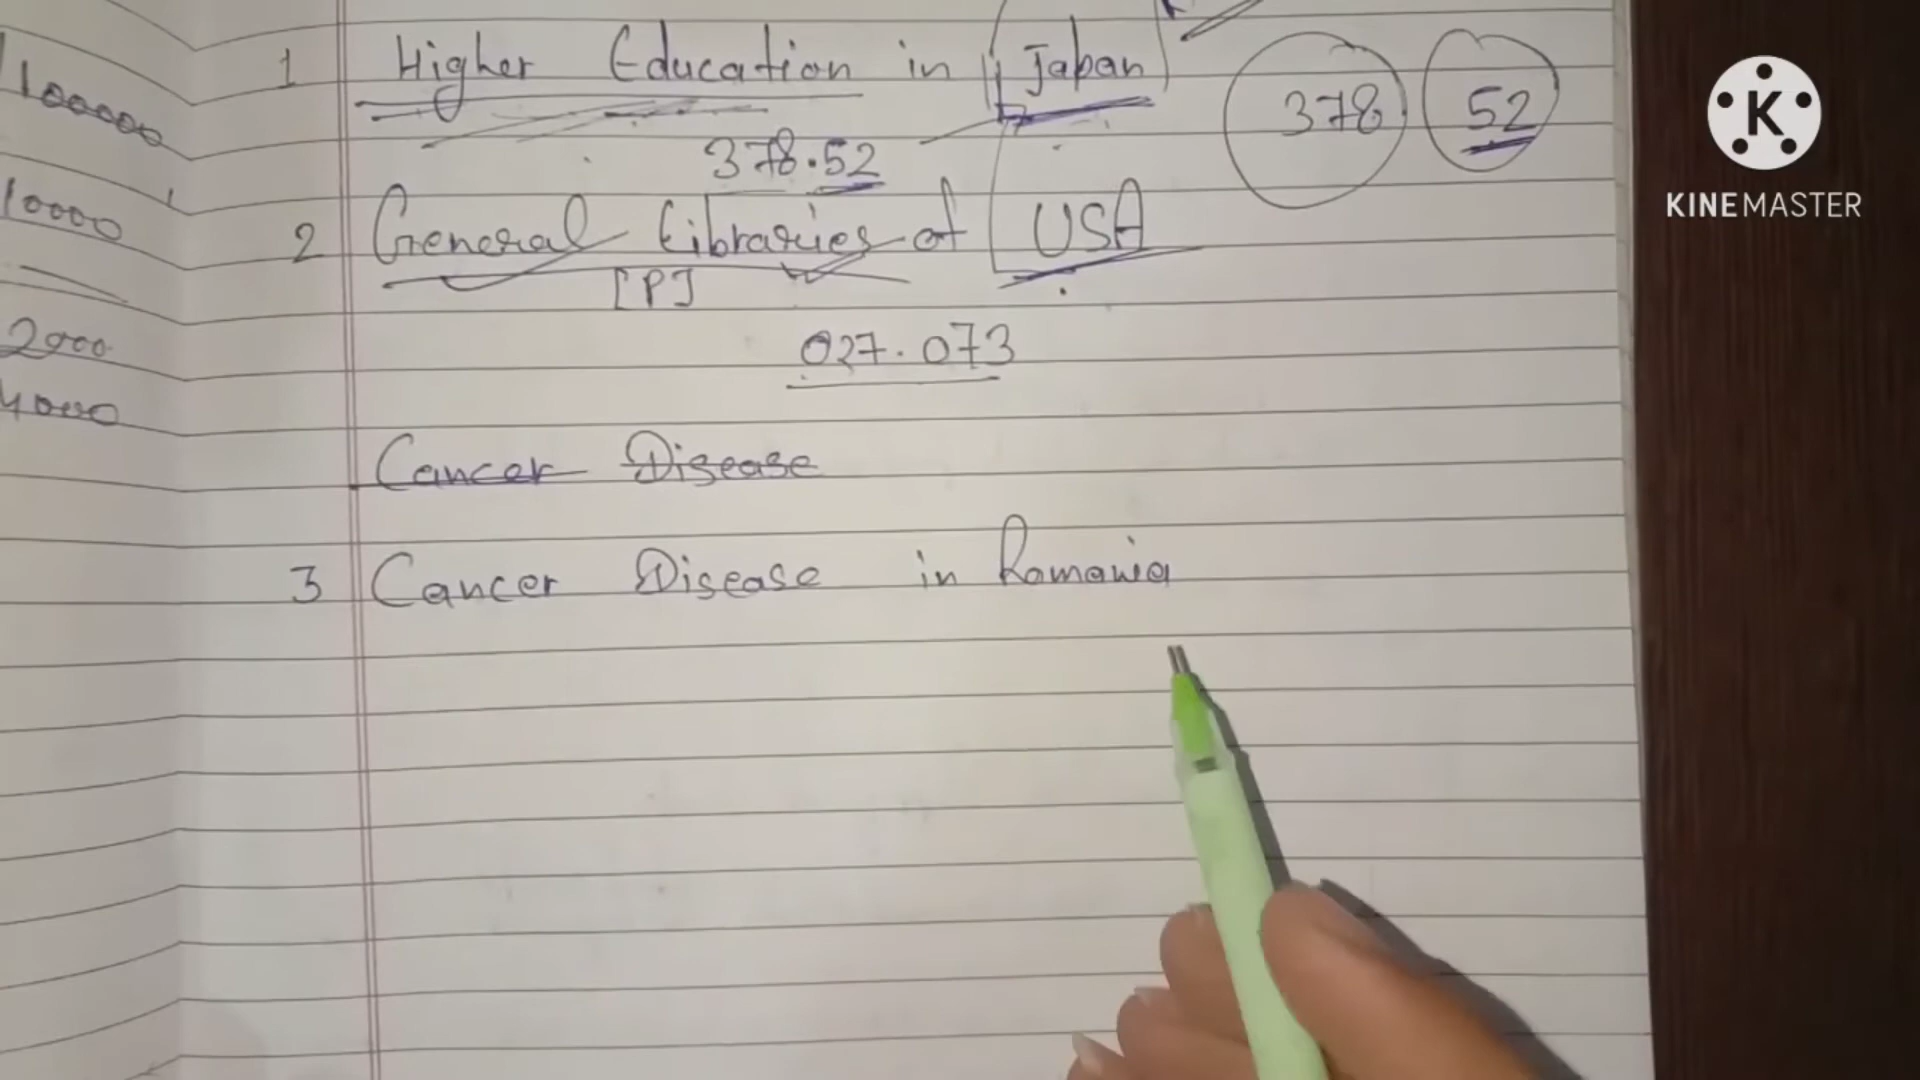 1 Higher Education in Japan 378 52
378.52
2 General Libraries of USA
[P]
027.073
Cancer Disease
3 Cancer Disease in Romania
100000
10000
2000
4000
K
KINEMASTER